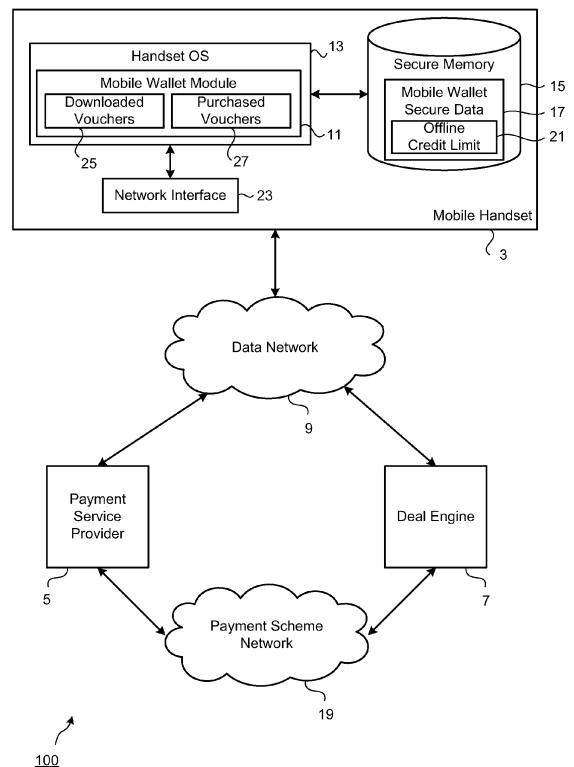 Handset OS
13
Mobile Wallet Module
Downloaded
Vouchers
Purchased
Vouchers
25
27
11
Secure Memory
15
Mobile Wallet
Secure Data
17
Offline
Credit Limit
21
Network Interface
23
Mobile Handset
3
Data Network
9
Payment
Service
Provider
5
Deal Engine
7
Payment Scheme
Network
19
100